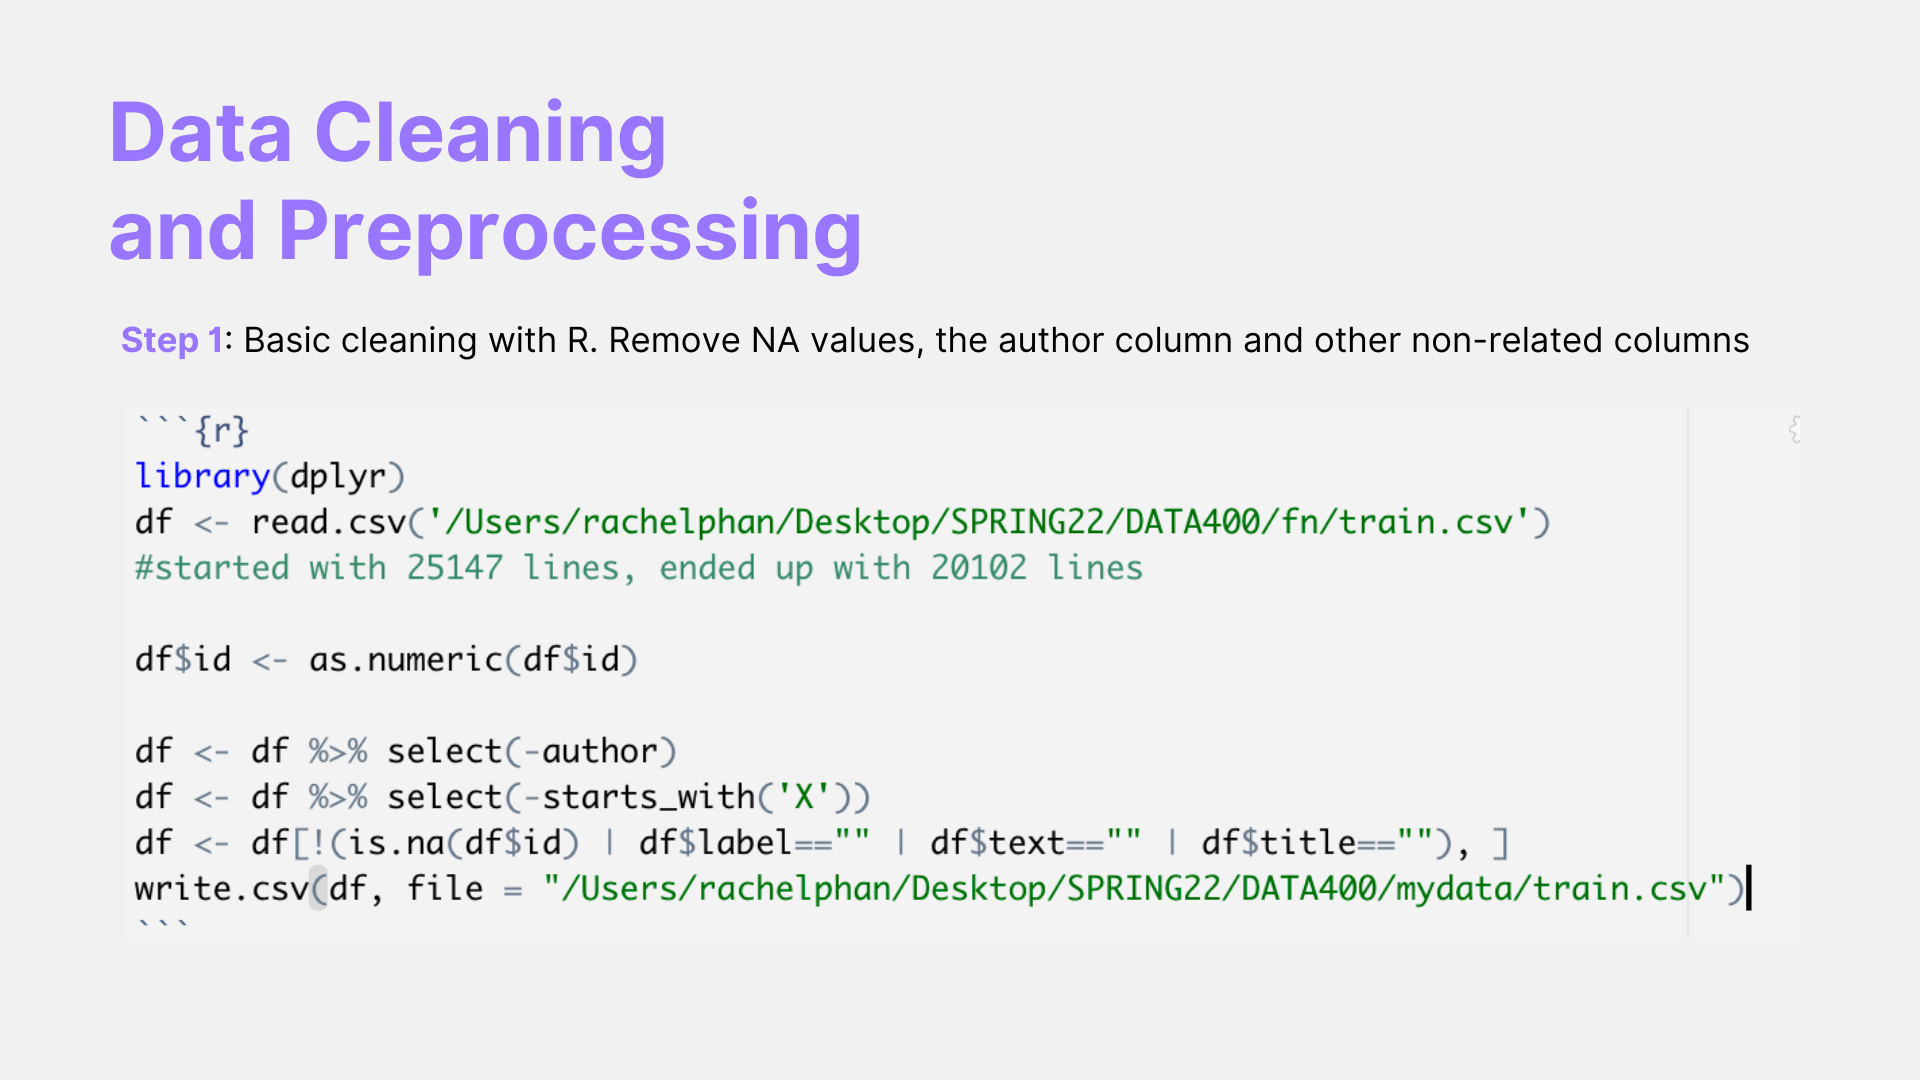 Data Cleaning
and Preprocessing
Step 1: Basic cleaning with R. Remove NA values, the author column and other non-related columns
```{r}
library(dplyr)
df <- read.csv('/Users/rachelphan/Desktop/SPRING22/DATA400/fn/train.csv')
#started with 25147 lines, ended up with 20102 lines
df$id <- as.numeric(df$id)
df <- df %>% select(-author)
df <- df %>% select(-starts_with('X'))
df <- df[!(is.na(df$id) | df$label=="" | df$text=="" | df$title==""), ]
write.csv(df, file = "/Users/rachelphan/Desktop/SPRING22/DATA400/mydata/train.csv")
```